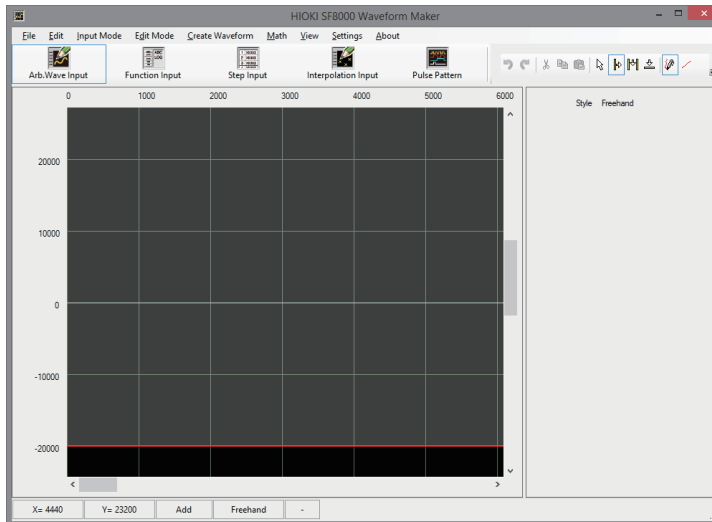 HIOKI SF8000 Waveform Maker
File Edit Input Mode Edit Mode Create Waveform Math View Settings About
Arb.Wave Input Function Input Step Input Interpolation Input Pulse Pattern
0 1000 2000 3000 4000 5000 6000
Style Freehand
20000
10000
0
-10000
-20000
X= 4440 Y= 23200 Add Freehand -